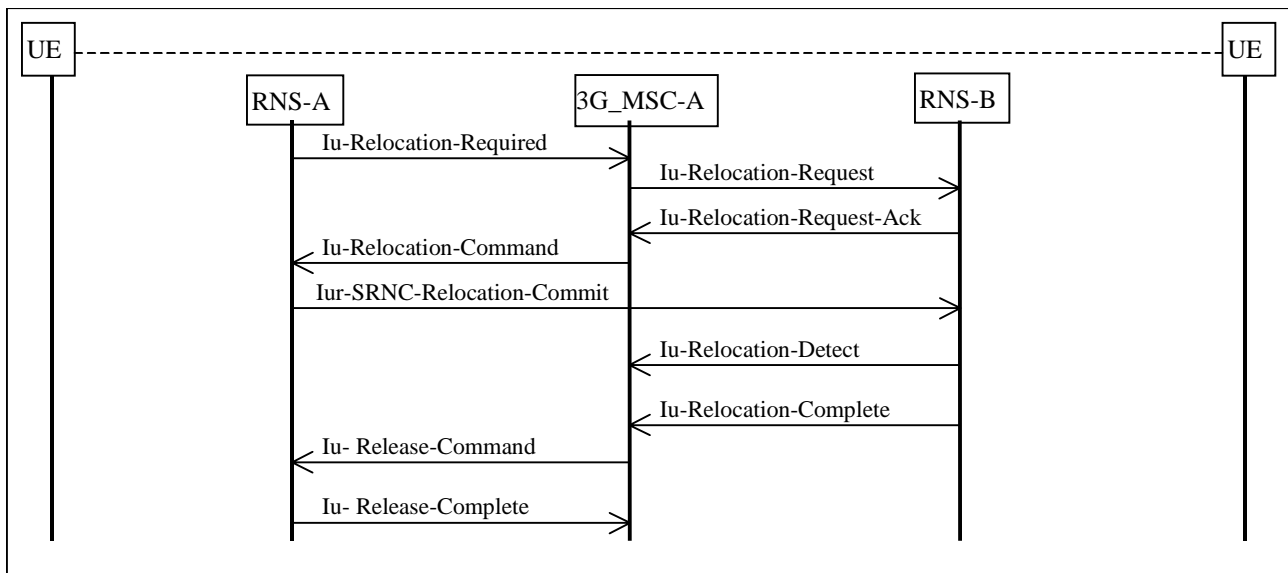 UE
UE
RNS-A
3G_MSC-A
RNS-B
Iu-Relocation-Required
Iu-Relocation-Request
Iu-Relocation-Request-Ack
Iu-Relocation-Command
Iur-SRNC-Relocation-Commit
Iu-Relocation-Detect
Iu-Relocation-Complete
Iu- Release-Command
Iu- Release-Complete